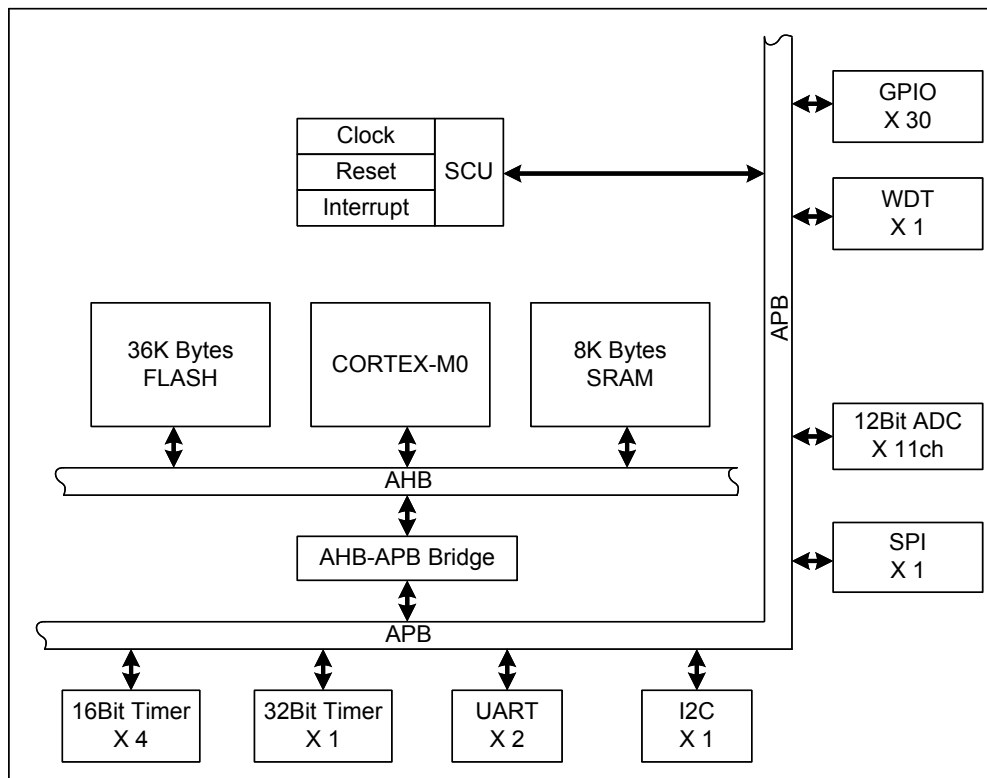 GPIO
X 30
Clock
Reset
Interrupt
SCU
WDT
X 1
APB
36K Bytes
FLASH
CORTEX-M0
8K Bytes
SRAM
12Bit ADC
X 11ch
AHB
SPI
X 1
AHB-APB Bridge
APB
16Bit Timer
X 4
32Bit Timer
X 1
UART
X 2
I2C
X 1